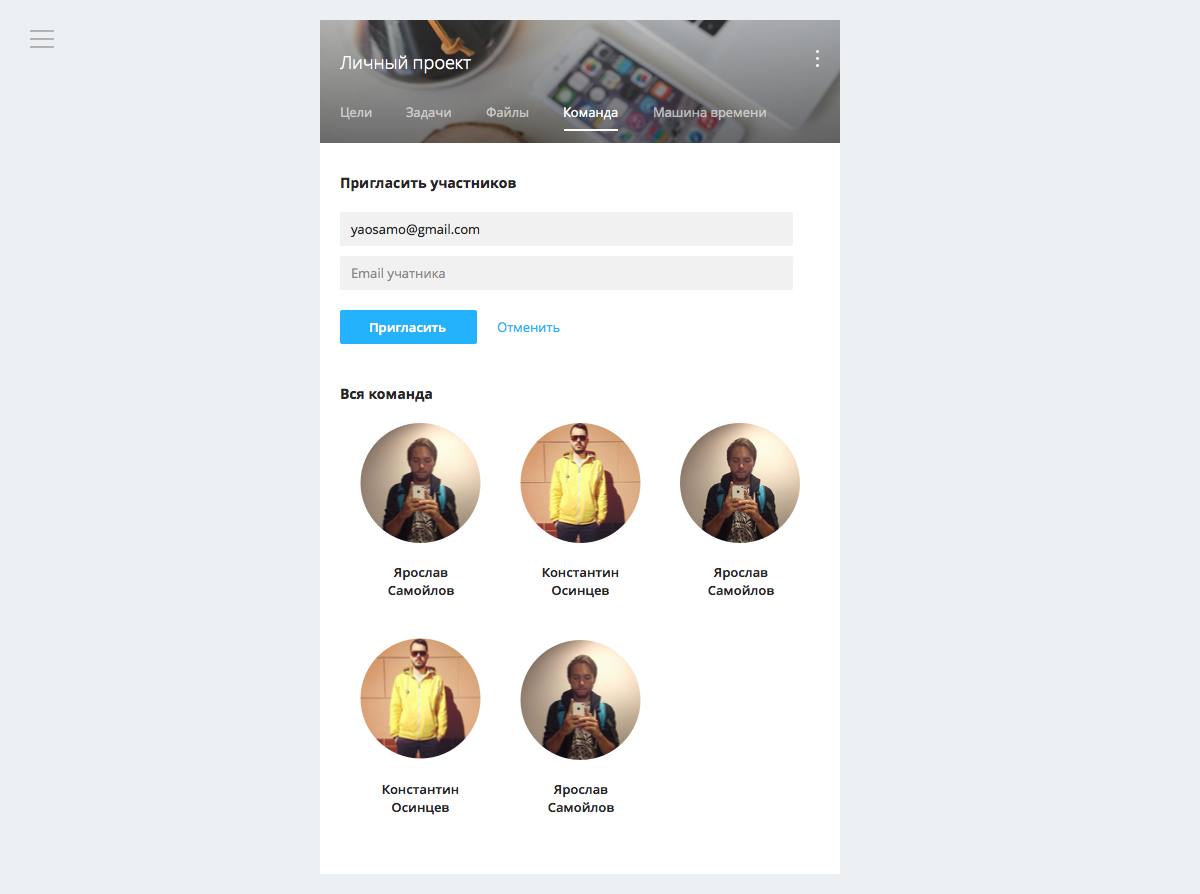 Личный проект
Цели Задачи Файлы Команда Машина времени
Пригласить участников
yaosamo@gmail.com
Email учатника
Пригласить Отменить
Вся команда
Ярослав Константин Ярослав
Самойлов Осинцев Самойлов
Константин Ярослав
Осинцев Самойлов